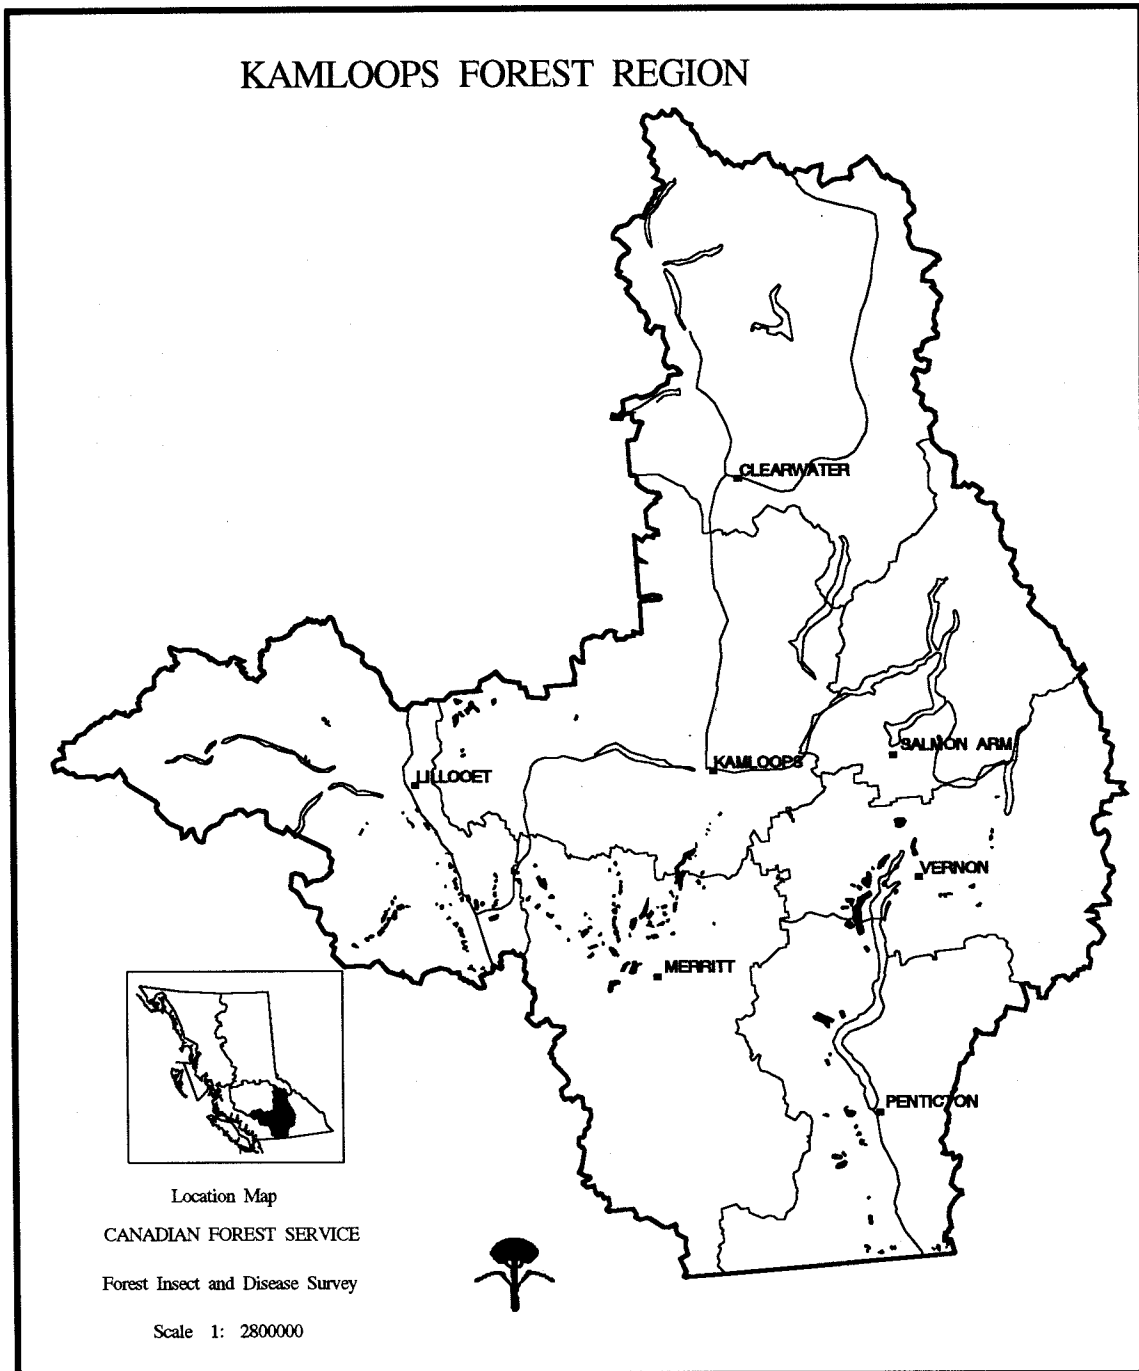 KAMLOOPS FOREST REGION
CLEARWATER
SALMON ARM
KAMLOOPS
LILLOOET
VERNON
MERRITT
PENTICTON
Location Map
CANADIAN FOREST SERVICE
Forest Insect and Disease Survey
Scale 1: 2800000